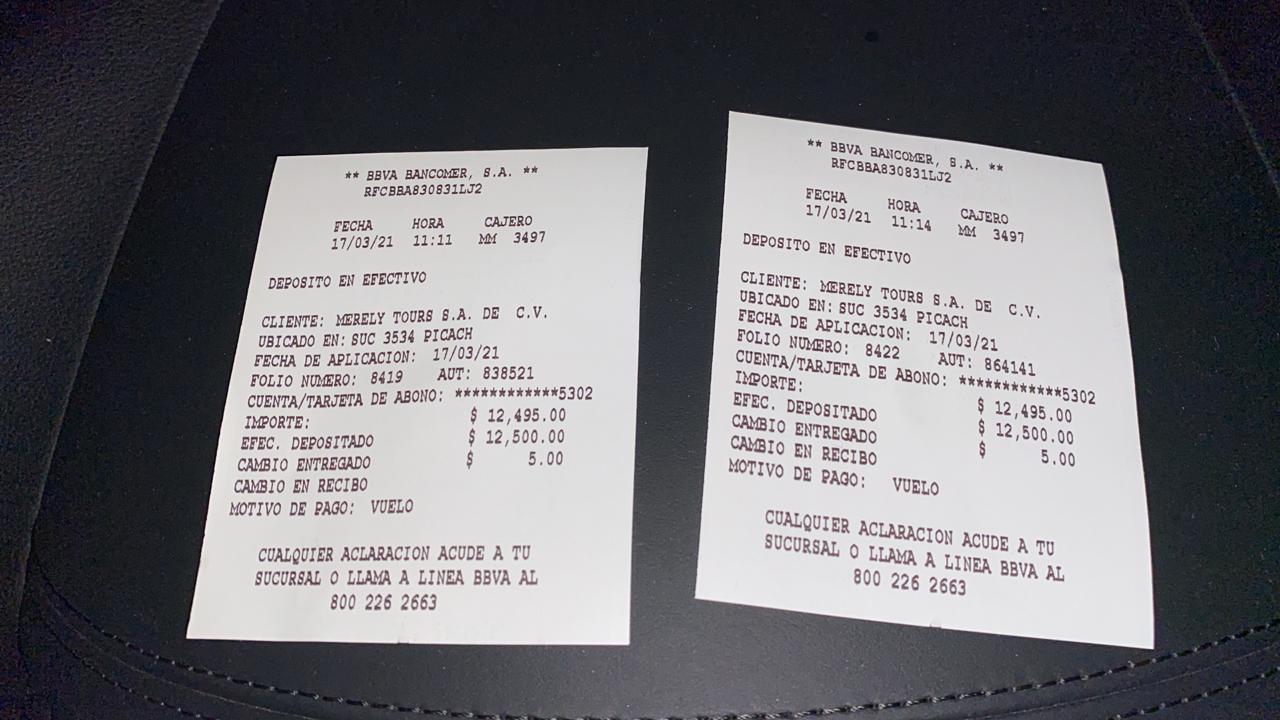 ** BBVA BANCOMER, S.A. **
RFCBBA830831LJ2
FECHA HORA CAJERO
17/03/21 11:11 MM 3497
DEPOSITO EN EFECTIVO
CLIENTE: MERELY TOURS S.A. DE C.V.
UBICADO EN: SUC 3534 PICACH
FECHA DE APLICACION: 17/03/21
FOLIO NUMERO: 8419 AUT: 838521
CUENTA/TARJETA DE ABONO: ************5302
IMPORTE: $ 12,495.00
EFEC. DEPOSITADO $ 12,500.00
CAMBIO ENTREGADO $ 5.00
CAMBIO EN RECIBO
MOTIVO DE PAGO: VUELO
CUALQUIER ACLARACION ACUDE A TU
SUCURSAL O LLAMA A LINEA BBVA AL
800 226 2663
** BBVA BANCOMER, S.A. **
RFCBBA830831LJ2
FECHA HORA CAJERO
17/03/21 11:14 MM 3497
DEPOSITO EN EFECTIVO
CLIENTE: MERELY TOURS S.A. DE C.V.
UBICADO EN: SUC 3534 PICACH
FECHA DE APLICACION: 17/03/21
FOLIO NUMERO: 8422 AUT: 864141
CUENTA/TARJETA DE ABONO: ************5302
IMPORTE: $ 12,495.00
EFEC. DEPOSITADO $ 12,500.00
CAMBIO ENTREGADO $ 5.00
CAMBIO EN RECIBO
MOTIVO DE PAGO: VUELO
CUALQUIER ACLARACION ACUDE A TU
SUCURSAL O LLAMA A LINEA BBVA AL
800 226 2663